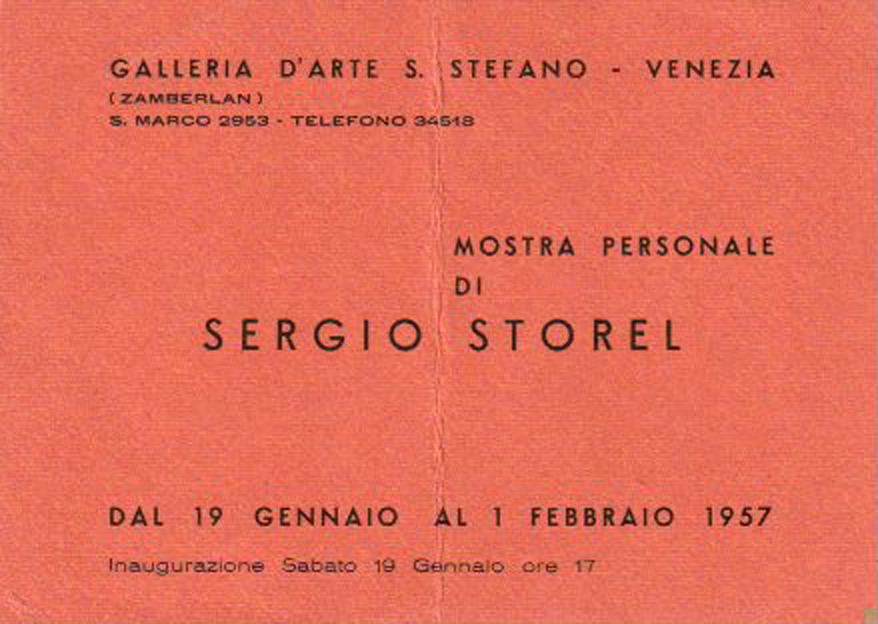 GALLERIA D'ARTE S. STEFANO - VENEZIA
(ZAMBERLAN)
S. MARCO 2953 - TELEFONO 34518
MOSTRA PERSONALE
DI
SERGIO STOREL
DAL 19 GENNAIO AL 1 FEBBRAIO 1957
Inaugurazione Sabato 19 Gennaio ore 17